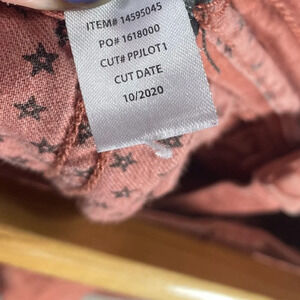 ITEM# 14595045
PO# 1618000
CUT# PPJLOT1
CUT DATE
10/2020